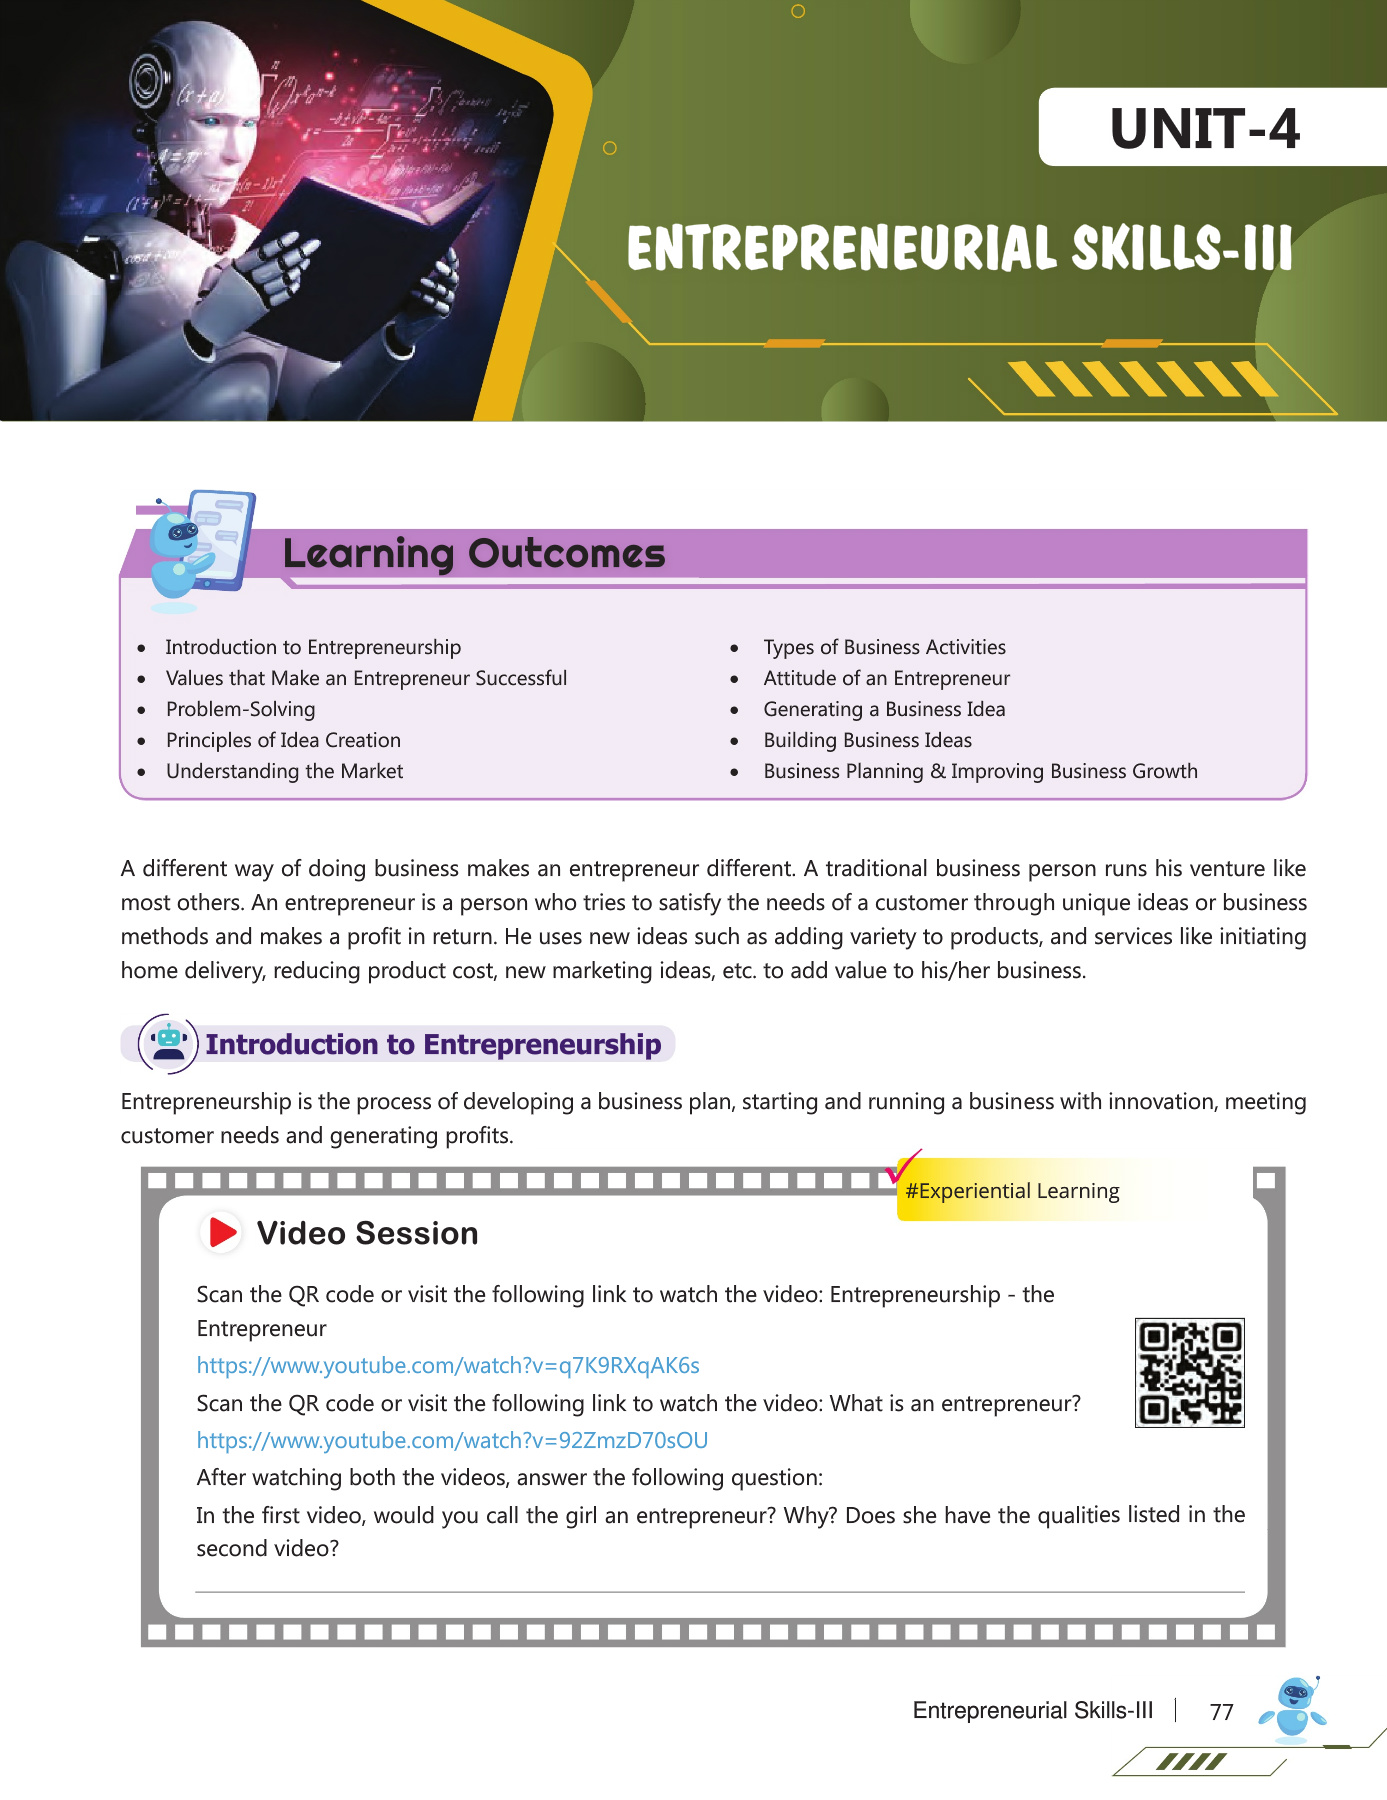 UNIT-4
ENTREPRENEURIAL SKILLS-III
Learning Outcomes
• Introduction to Entrepreneurship
• Values that Make an Entrepreneur Successful
• Problem-Solving
• Principles of Idea Creation
• Understanding the Market
• Types of Business Activities
• Attitude of an Entrepreneur
• Generating a Business Idea
• Building Business Ideas
• Business Planning & Improving Business Growth
A different way of doing business makes an entrepreneur different. A traditional business person runs his venture like
most others. An entrepreneur is a person who tries to satisfy the needs of a customer through unique ideas or business
methods and makes a profit in return. He uses new ideas such as adding variety to products, and services like initiating
home delivery, reducing product cost, new marketing ideas, etc. to add value to his/her business.
Introduction to Entrepreneurship
Entrepreneurship is the process of developing a business plan, starting and running a business with innovation, meeting
customer needs and generating profits.
#Experiential Learning
Video Session
Scan the QR code or visit the following link to watch the video: Entrepreneurship - the
Entrepreneur
https://www.youtube.com/watch?v=q7K9RXqAK6s
Scan the QR code or visit the following link to watch the video: What is an entrepreneur?
https://www.youtube.com/watch?v=92ZmzD70sOU
After watching both the videos, answer the following question:
In the first video, would you call the girl an entrepreneur? Why? Does she have the qualities listed in the
second video?
Entrepreneurial Skills-III
77